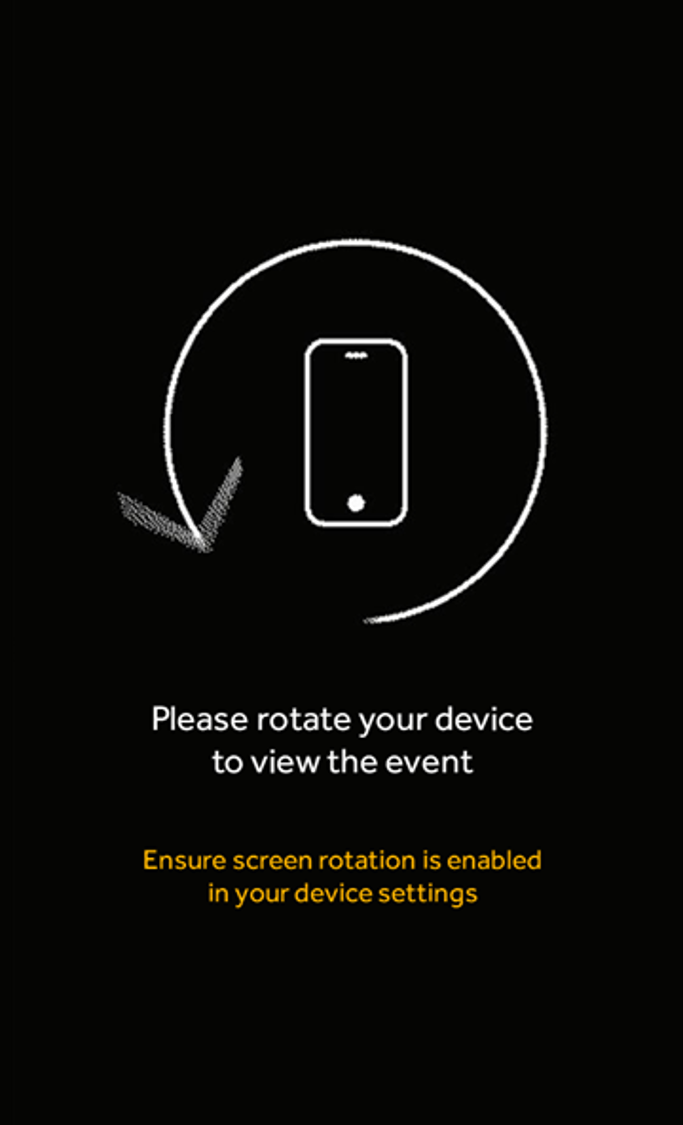 Please rotate your device
to view the event
Ensure screen rotation is enabled
in your device settings